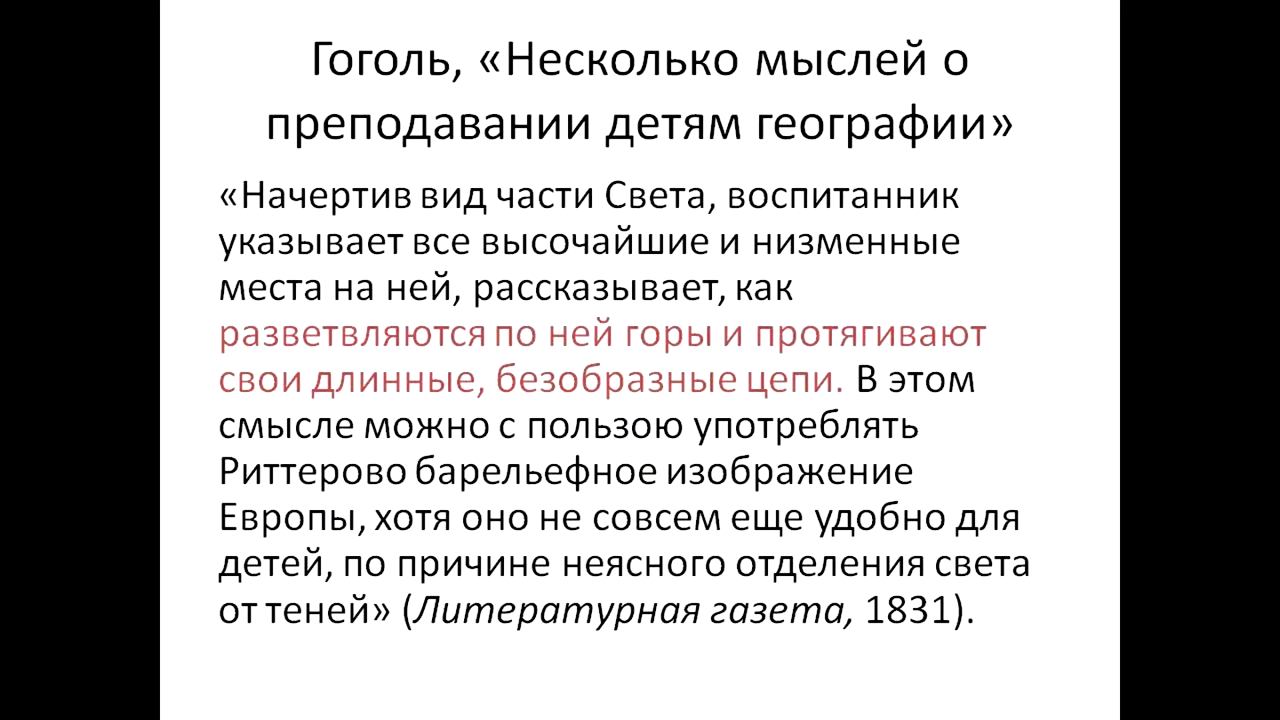 Гоголь, «Несколько мыслей о
преподавании детям географии»
«Начертив вид части Света, воспитанник
указывает все высочайшие и низменные
места на ней, рассказывает, как
разветвляются по ней горы и протягивают
свои длинные, безобразные цепи. В этом
смысле можно с пользою употреблять
Риттерово барельефное изображение
Европы, хотя оно не совсем еще удобно для
детей, по причине неясного отделения света
от теней» (Литературная газета, 1831).